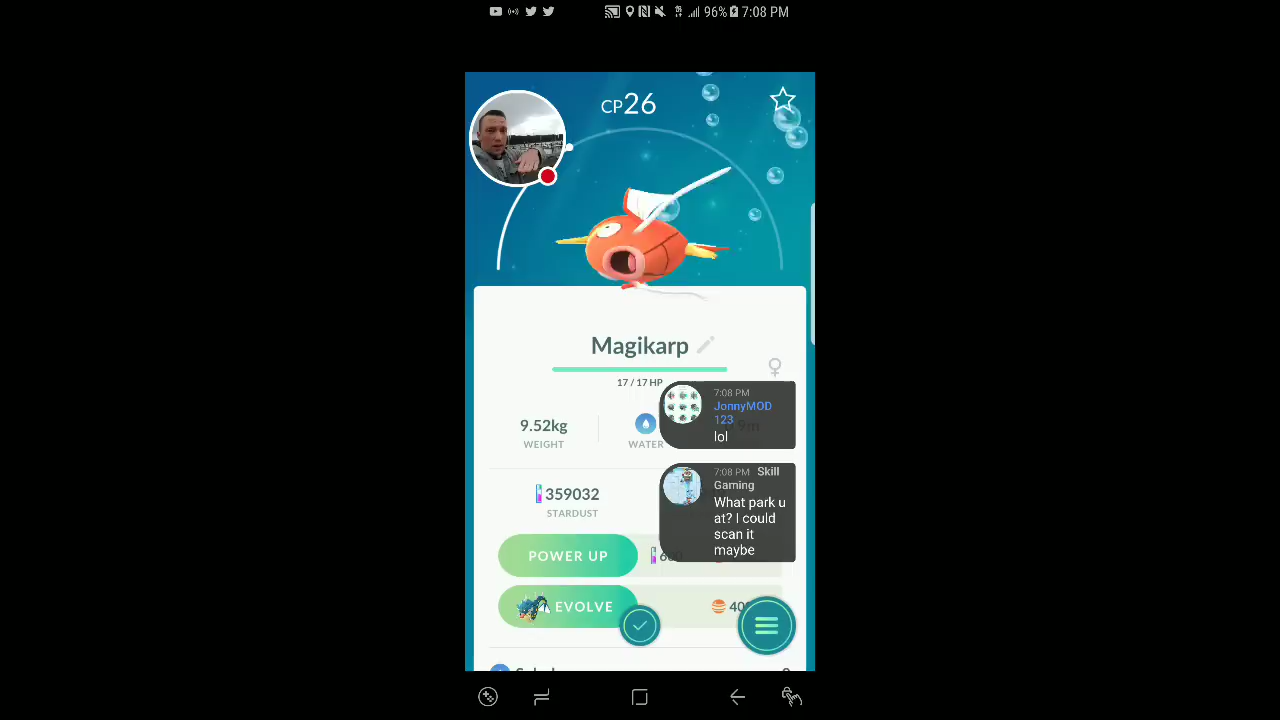 96% 7:08 PM
CP26
Magikarp
17 / 17 HP
7:08 PM
JonnyMOD
123
lol
9.52kg
WEIGHT
WATER
7:08 PM Skill
Gaming
What park u
at? I could
scan it
maybe
359032
STARDUST
POWER UP
EVOLVE